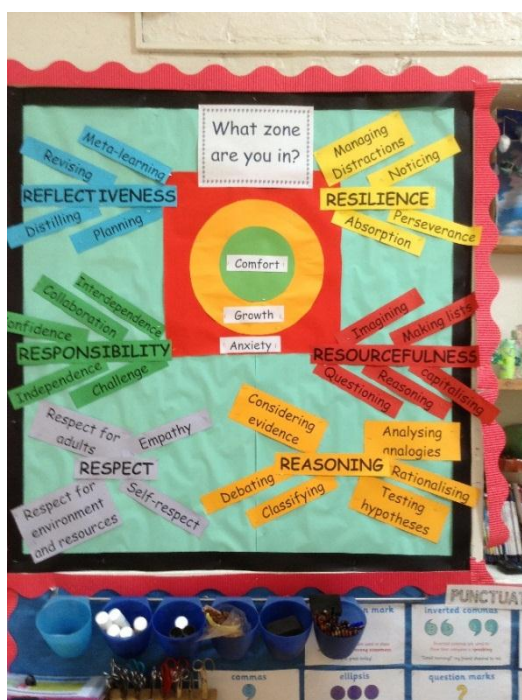 What zone
are you in?
Meta-learning
Revising
REFLECTIVENESS
Distilling
Planning
Managing
Distractions
Noticing
RESILIENCE
Perseverance
Absorption
Comfort
Growth
Anxiety
Interdependence
Collaboration
onfidence
RESPONSIBILITY
Independence
Challenge
Imagining
Making lists
RESOURCEFULNESS
Questioning
Reasoning
capitalising
Respect for
adults
Empathy
RESPECT
Respect for
environment
and resources
Self-respect
Considering
evidence
Analysing
analogies
REASONING
Debating
Classifying
Rationalising
Testing
hypotheses
PUNCTUAT
n mark
inverted commas
commas
ellipsis
question marks